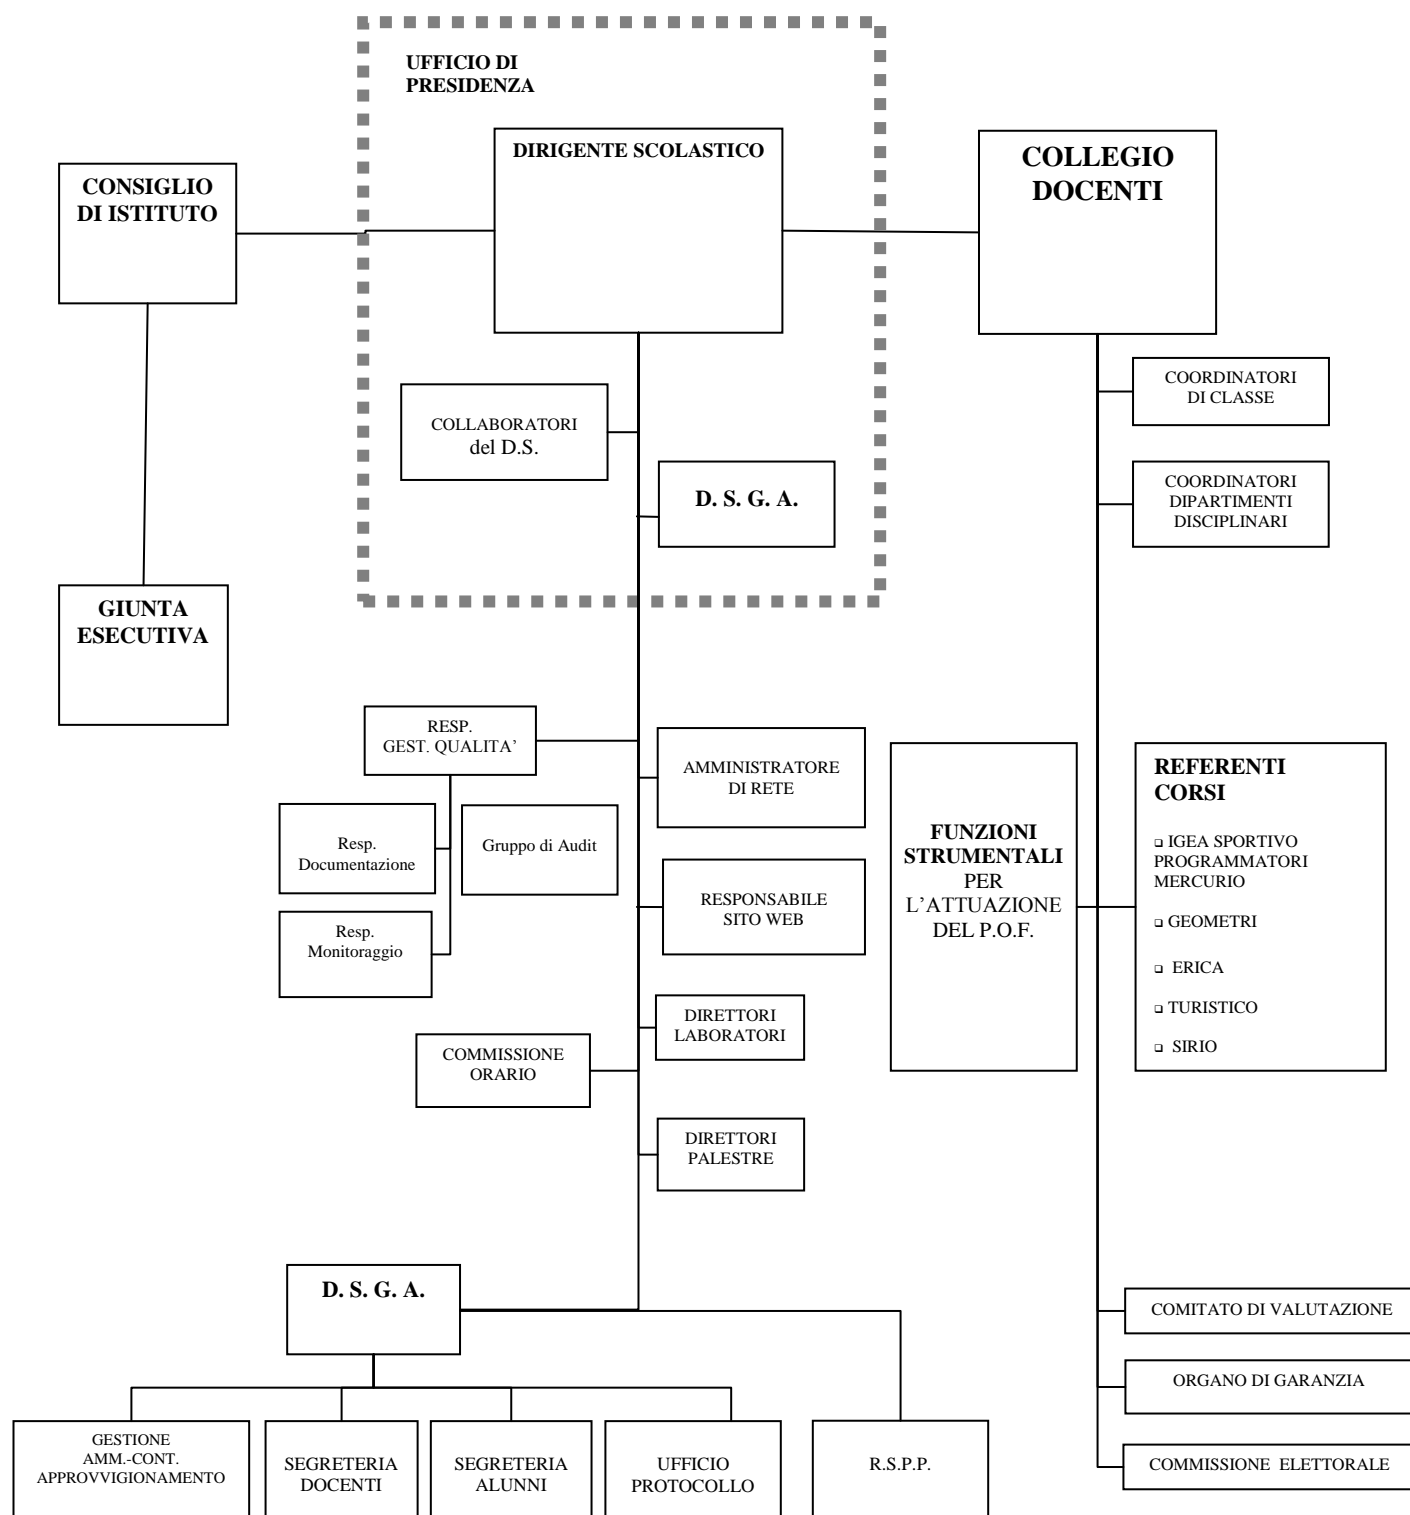 UFFICIO DI
PRESIDENZA
DIRIGENTE SCOLASTICO
COLLEGIO
DOCENTI
CONSIGLIO
DI ISTITUTO
COORDINATORI
DI CLASSE
COLLABORATORI
del D.S.
D. S. G. A.
COORDINATORI
DIPARTIMENTI
DISCIPLINARI
GIUNTA
ESECUTIVA
RESP.
GEST. QUALITA’
AMMINISTRATORE
DI RETE
Resp.
Documentazione
Gruppo di Audit
RESPONSABILE
SITO WEB
Resp.
Monitoraggio
FUNZIONI
STRUMENTALI
PER
L’ATTUAZIONE
DEL P.O.F.
REFERENTI
CORSI
❑ IGEA SPORTIVO
PROGRAMMATORI
MERCURIO
❑ GEOMETRI
❑ ERICA
❑ TURISTICO
❑ SIRIO
DIRETTORI
LABORATORI
COMMISSIONE
ORARIO
DIRETTORI
PALESTRE
D. S. G. A.
COMITATO DI VALUTAZIONE
ORGANO DI GARANZIA
COMMISSIONE ELETTORALE
GESTIONE
AMM.-CONT.
APPROVVIGIONAMENTO
SEGRETERIA
DOCENTI
SEGRETERIA
ALUNNI
UFFICIO
PROTOCOLLO
R.S.P.P.